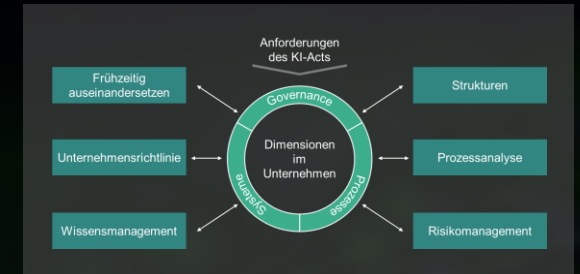 Anforderungen
des KI-Acts
Frühzeitig
auseinandersetzen
Unternehmensrichtlinie
Wissensmanagement
Governance
Dimensionen
im
Unternehmen
Systeme
Prozesse
Strukturen
Prozessanalyse
Risikomanagement